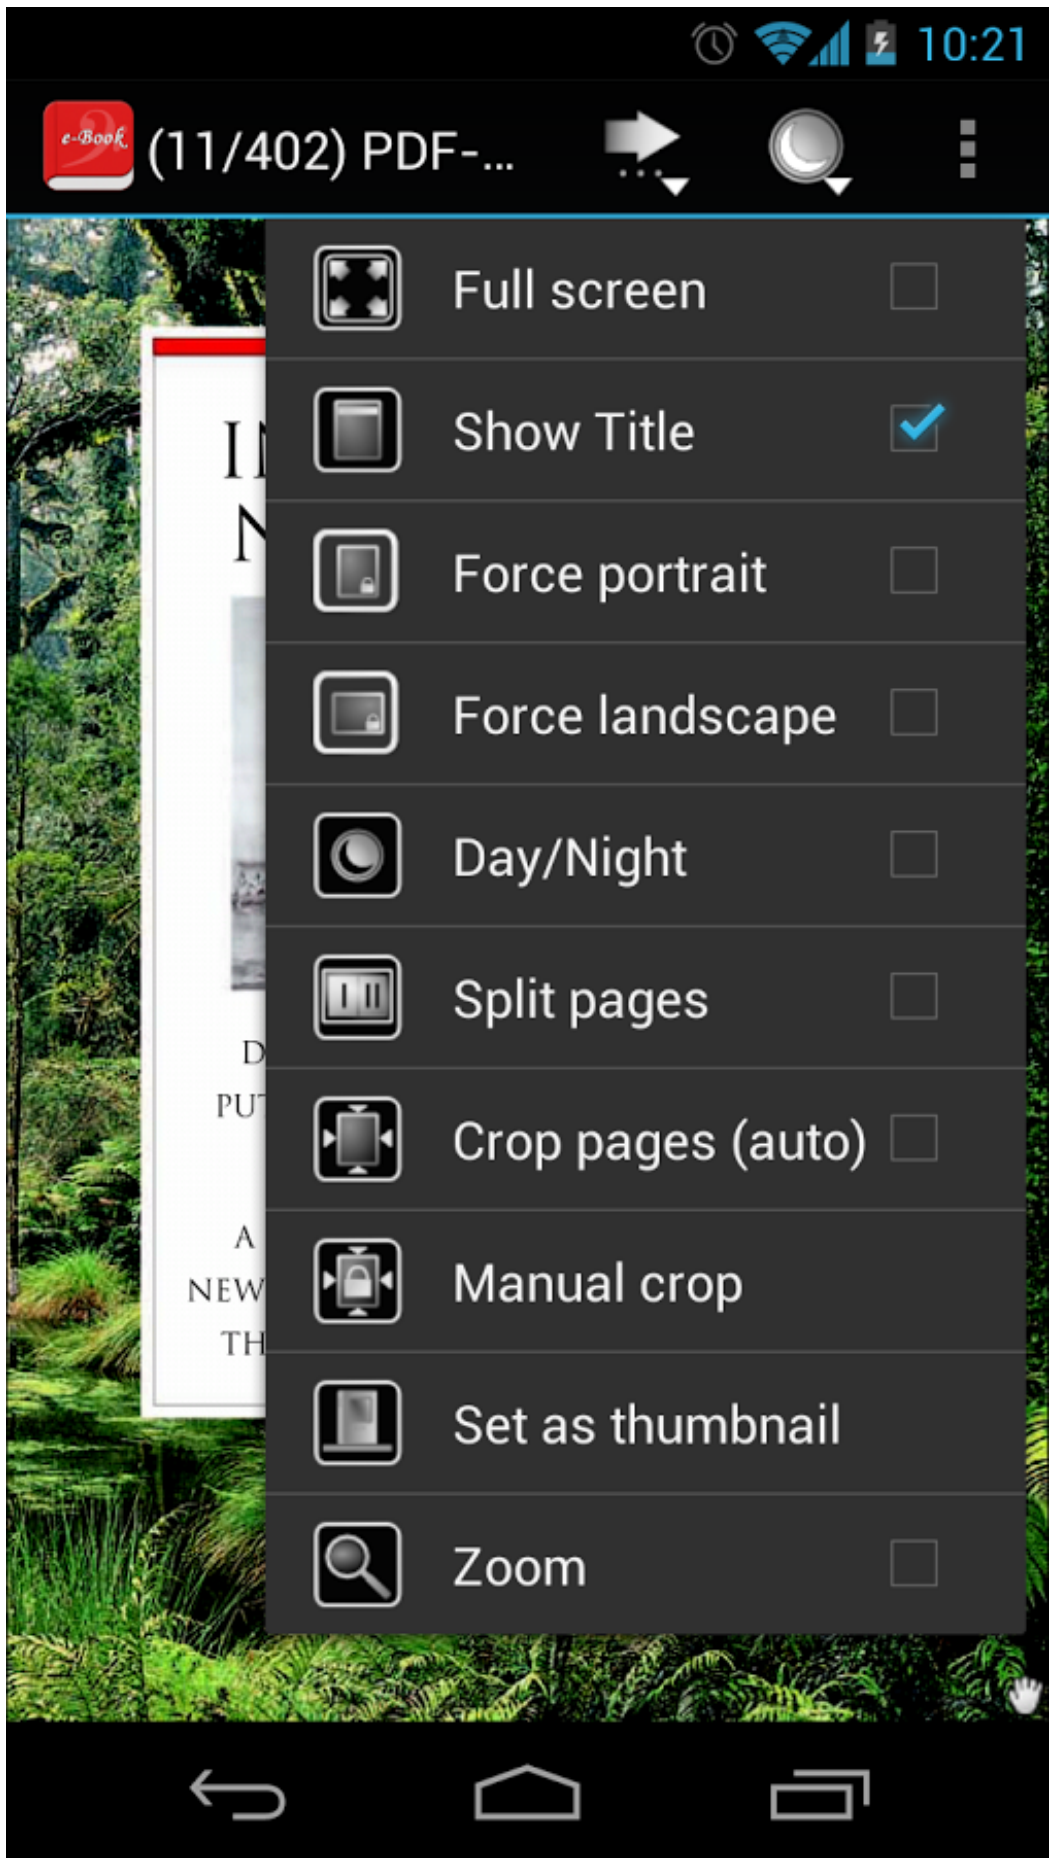 10:21
e-Book
(11/402) PDF-...
Full screen
Show Title
Force portrait
Force landscape
Day/Night
Split pages
Crop pages (auto)
Manual crop
Set as thumbnail
Zoom
A
NEW